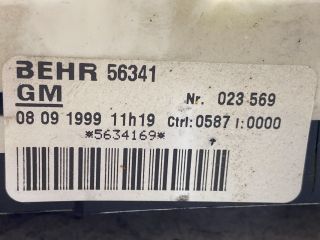 BEHR 56341
GM Nr. 023 569
08 09 1999 11h19 Ctrl:0587 I:0000
*5634169*